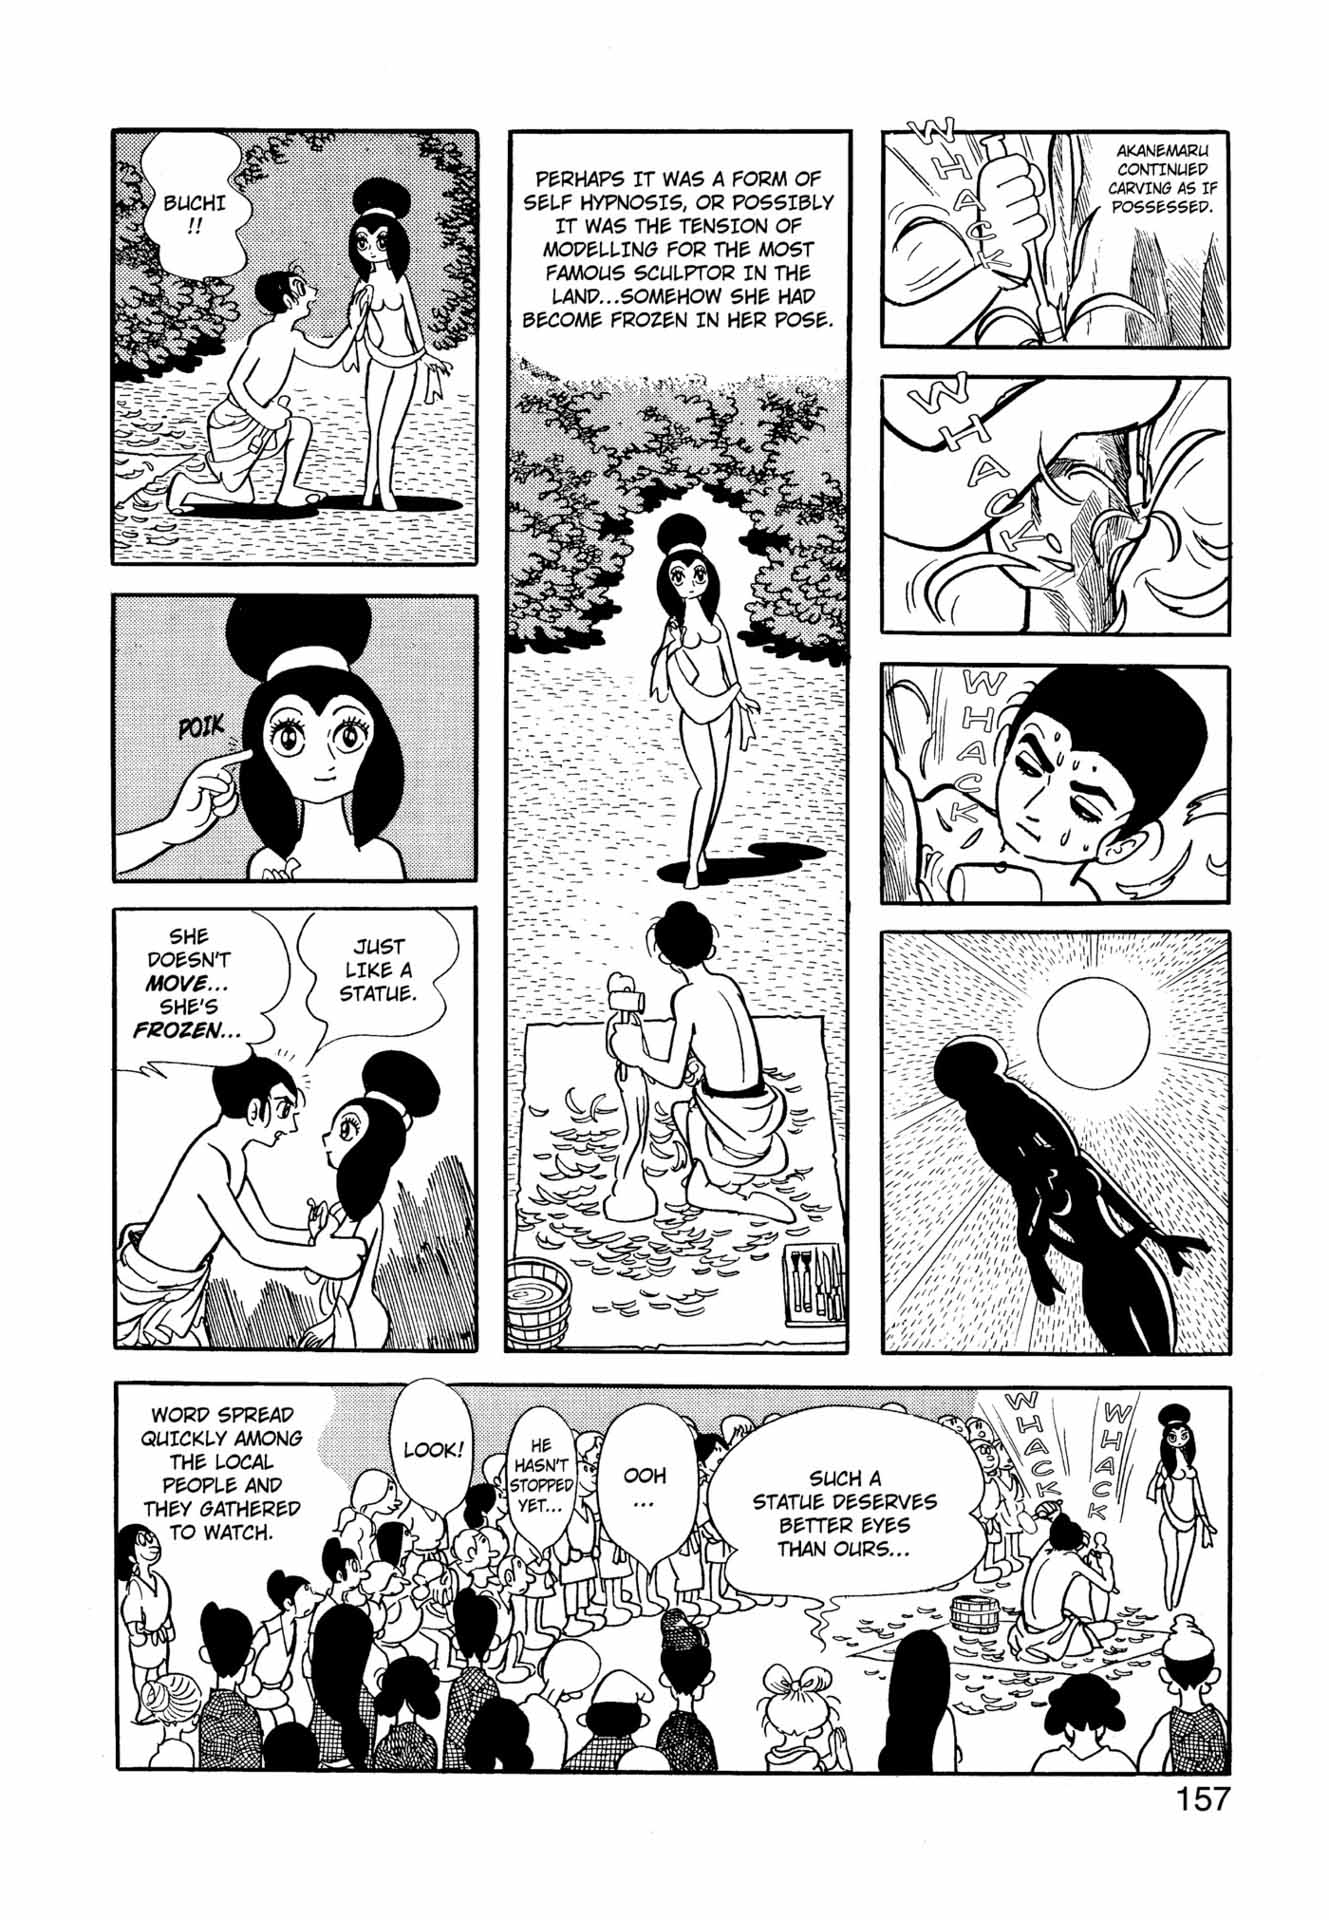 WHACK
AKANEMARU
CONTINUED
CARVING AS IF
POSSESSED.
WHACK
WHACK
PERHAPS IT WAS A FORM OF
SELF HYPNOSIS, OR POSSIBLY
IT WAS THE TENSION OF
MODELLING FOR THE MOST
FAMOUS SCULPTOR IN THE
LAND...SOMEHOW SHE HAD
BECOME FROZEN IN HER POSE.
BUCHI
!!
POIK
JUST
LIKE A
STATUE.
SHE
DOESN'T
MOVE...
SHE'S
FROZEN...
WHACK
WHACK
SUCH A
STATUE DESERVES
BETTER EYES
THAN OURS...
OOH
...
HE
HASN'T
STOPPED
YET...
LOOK!
WORD SPREAD
QUICKLY AMONG
THE LOCAL
PEOPLE AND
THEY GATHERED
TO WATCH.
157